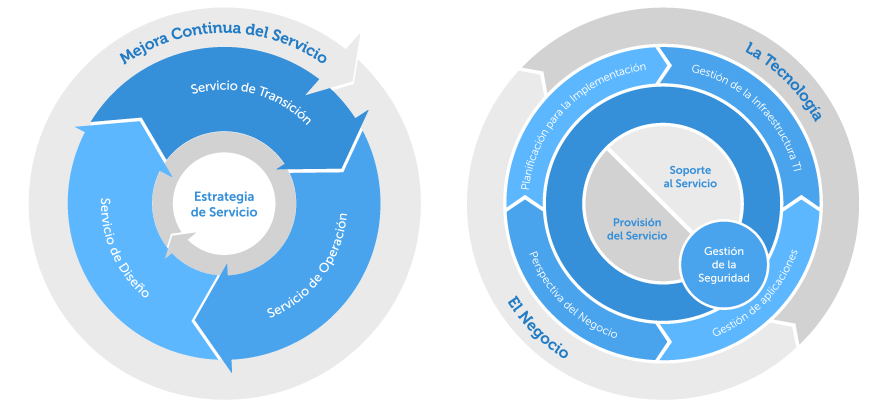 Mejora Continua del Servicio
Servicio de Transición
Estrategia
de Servicio
Servicio de Diseño
Servicio de Operación
La Tecnología
Planificación para la Implementación
Gestión de la Infraestructura TI
Soporte
al Servicio
Provisión
del Servicio
Gestión
de la
Seguridad
Perspectiva del Negocio
Gestión de aplicaciones
El Negocio